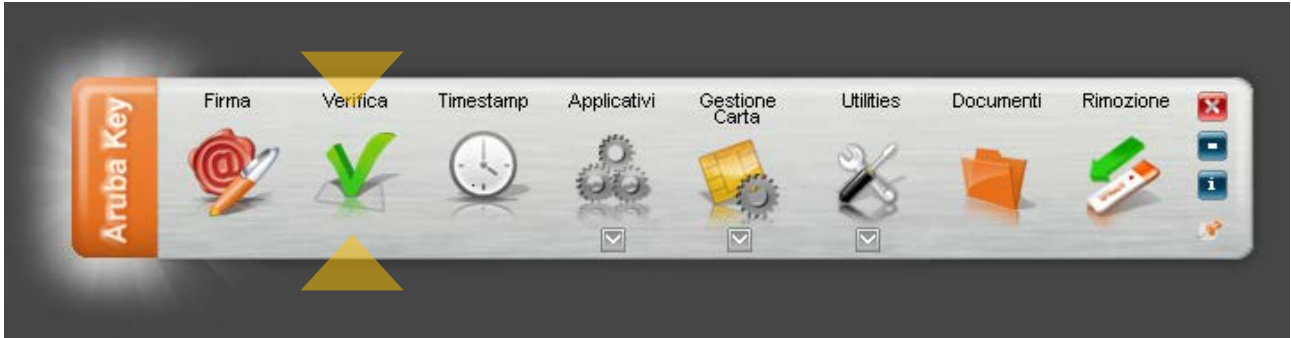 Aruba Key
Firma
Verifica
Timestamp
Applicativi
Gestione
Carta
Utilities
Documenti
Rimozione